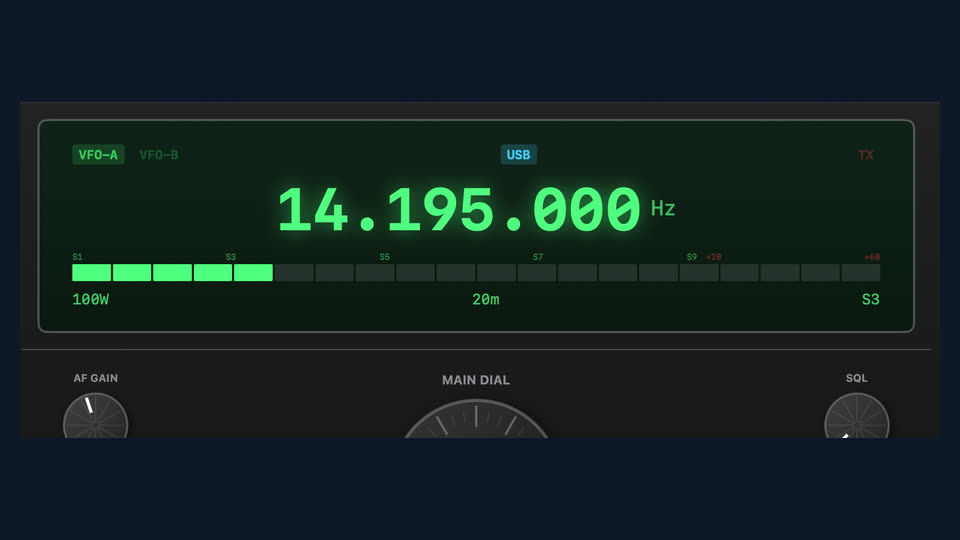 VFO–A VFO–B USB TX
14.195.000 Hz
S1 S3 S5 S7 S9 +20 +60
100W 20m S3
AF GAIN MAIN DIAL SQL